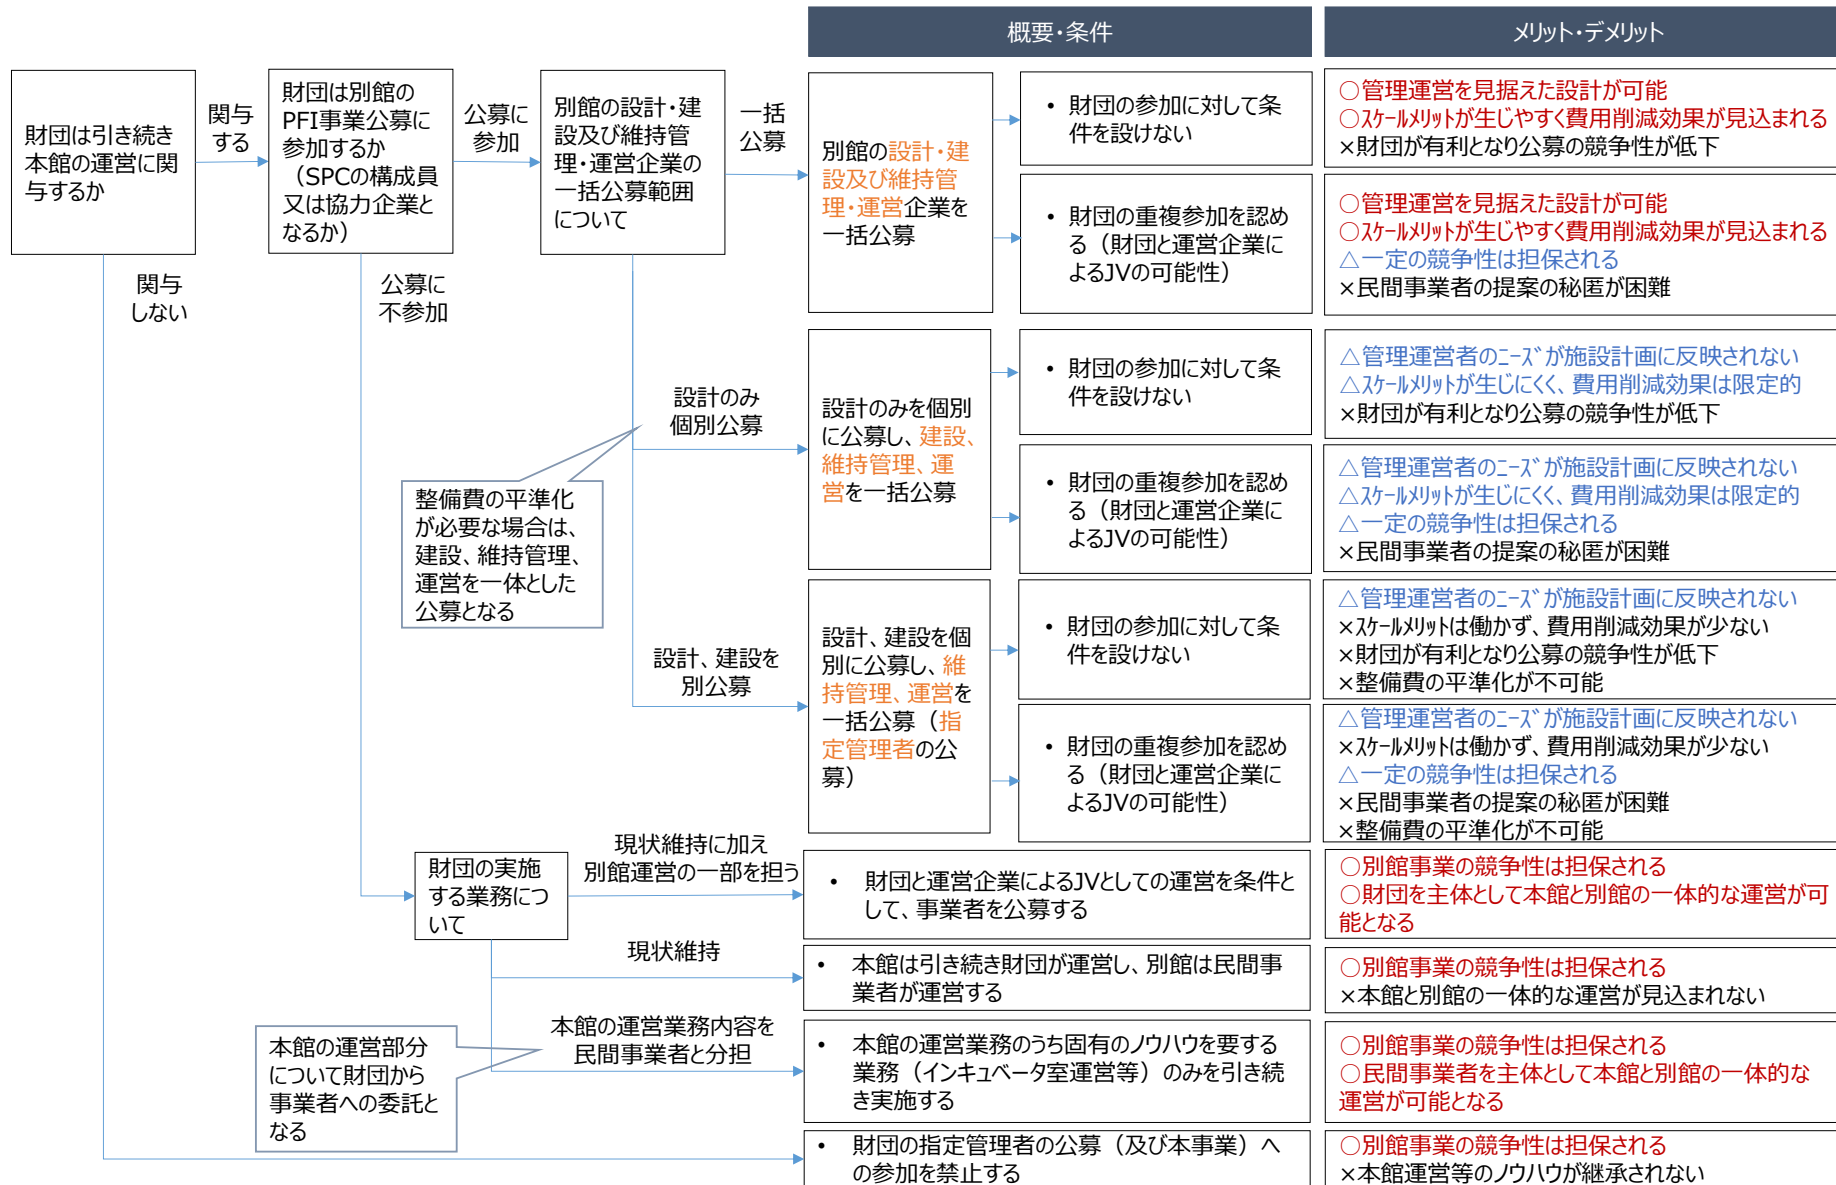 概要・条件
メリット・デメリット
財団は引き続き
本館の運営に関
与するか
関与
する
財団は別館の
PFI事業公募に
参加するか
（SPCの構成員
又は協力企業と
なるか）
公募に
参加
別館の設計・建
設及び維持管
理・運営企業の
一括公募範囲
について
一括
公募
別館の設計・建
設及び維持管
理・運営企業を
一括公募
• 財団の参加に対して条
件を設けない
○管理運営を見据えた設計が可能
○ｽｹｰﾙﾒﾘｯﾄが生じやすく費用削減効果が見込まれる
×財団が有利となり公募の競争性が低下
• 財団の重複参加を認め
る（財団と運営企業に
よるJVの可能性）
○管理運営を見据えた設計が可能
○ｽｹｰﾙﾒﾘｯﾄが生じやすく費用削減効果が見込まれる
△一定の競争性は担保される
×民間事業者の提案の秘匿が困難
関与
しない
公募に
不参加
設計のみ
個別公募
設計のみを個別
に公募し、建設、
維持管理、運
営を一括公募
• 財団の参加に対して条
件を設けない
△管理運営者のﾆｰｽﾞが施設計画に反映されない
△ｽｹｰﾙﾒﾘｯﾄが生じにくく、費用削減効果は限定的
×財団が有利となり公募の競争性が低下
• 財団の重複参加を認め
る（財団と運営企業に
よるJVの可能性）
△管理運営者のﾆｰｽﾞが施設計画に反映されない
△ｽｹｰﾙﾒﾘｯﾄが生じにくく、費用削減効果は限定的
△一定の競争性は担保される
×民間事業者の提案の秘匿が困難
整備費の平準化
が必要な場合は、
建設、維持管理、
運営を一体とした
公募となる
設計、建設を
別公募
設計、建設を個
別に公募し、維
持管理、運営を
一括公募（指
定管理者の公
募）
• 財団の参加に対して条
件を設けない
△管理運営者のﾆｰｽﾞが施設計画に反映されない
×ｽｹｰﾙﾒﾘｯﾄは働かず、費用削減効果が少ない
×財団が有利となり公募の競争性が低下
×整備費の平準化が不可能
• 財団の重複参加を認め
る（財団と運営企業に
よるJVの可能性）
△管理運営者のﾆｰｽﾞが施設計画に反映されない
×ｽｹｰﾙﾒﾘｯﾄは働かず、費用削減効果が少ない
△一定の競争性は担保される
×民間事業者の提案の秘匿が困難
×整備費の平準化が不可能
財団の実施
する業務につ
いて
現状維持に加え
別館運営の一部を担う
• 財団と運営企業によるJVとしての運営を条件と
して、事業者を公募する
○別館事業の競争性は担保される
○財団を主体として本館と別館の一体的な運営が可
能となる
現状維持
• 本館は引き続き財団が運営し、別館は民間事
業者が運営する
○別館事業の競争性は担保される
×本館と別館の一体的な運営が見込まれない
本館の運営部分
について財団から
事業者への委託と
なる
本館の運営業務内容を
民間事業者と分担
• 本館の運営業務のうち固有のノウハウを要する
業務（インキュベータ室運営等）のみを引き続
き実施する
○別館事業の競争性は担保される
○民間事業者を主体として本館と別館の一体的な
運営が可能となる
• 財団の指定管理者の公募（及び本事業）へ
の参加を禁止する
○別館事業の競争性は担保される
×本館運営等のノウハウが継承されない